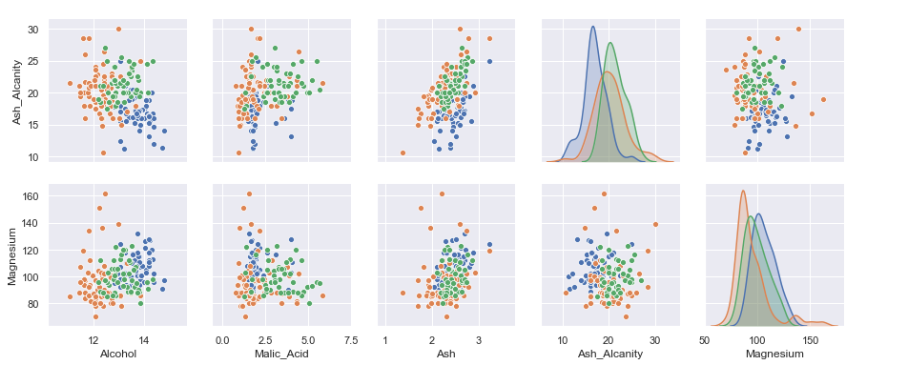 30
25
20
15
10
Ash_Alcanity
160
140
120
100
80
Magnesium
12 14
0.0 2.5 5.0 7.5
1 2 3
10 20 30
50 100 150
Alcohol
Malic_Acid
Ash
Ash_Alcanity
Magnesium